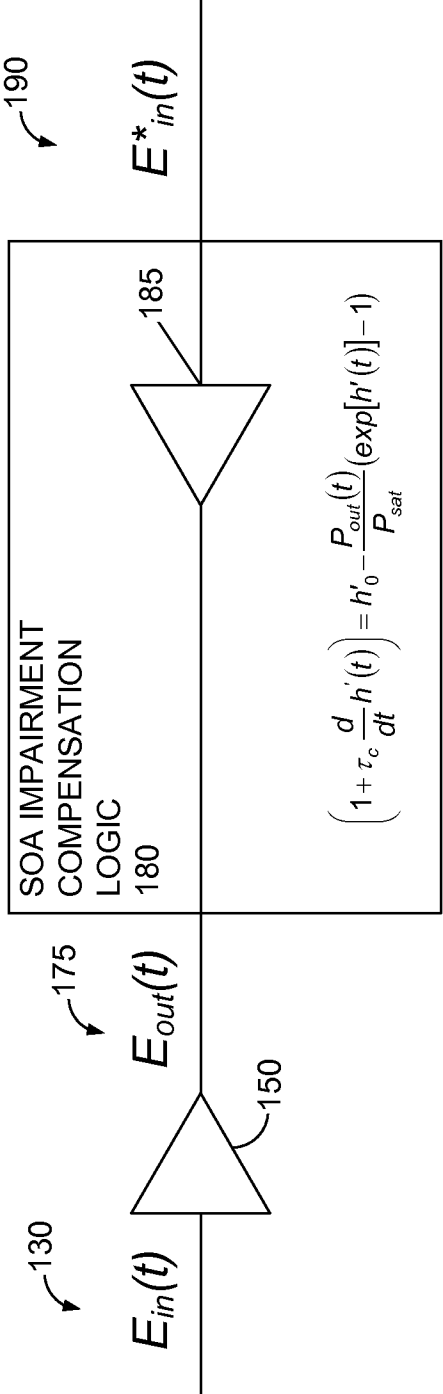 130
E_in(t)
150
175
E_out(t)
SOA IMPAIRMENT
COMPENSATION
LOGIC
180
185
(1 + τ_c d/dt h'(t)) = h'_0 - P_out(t)/P_sat (exp[h'(t)] - 1)
190
E*_in(t)